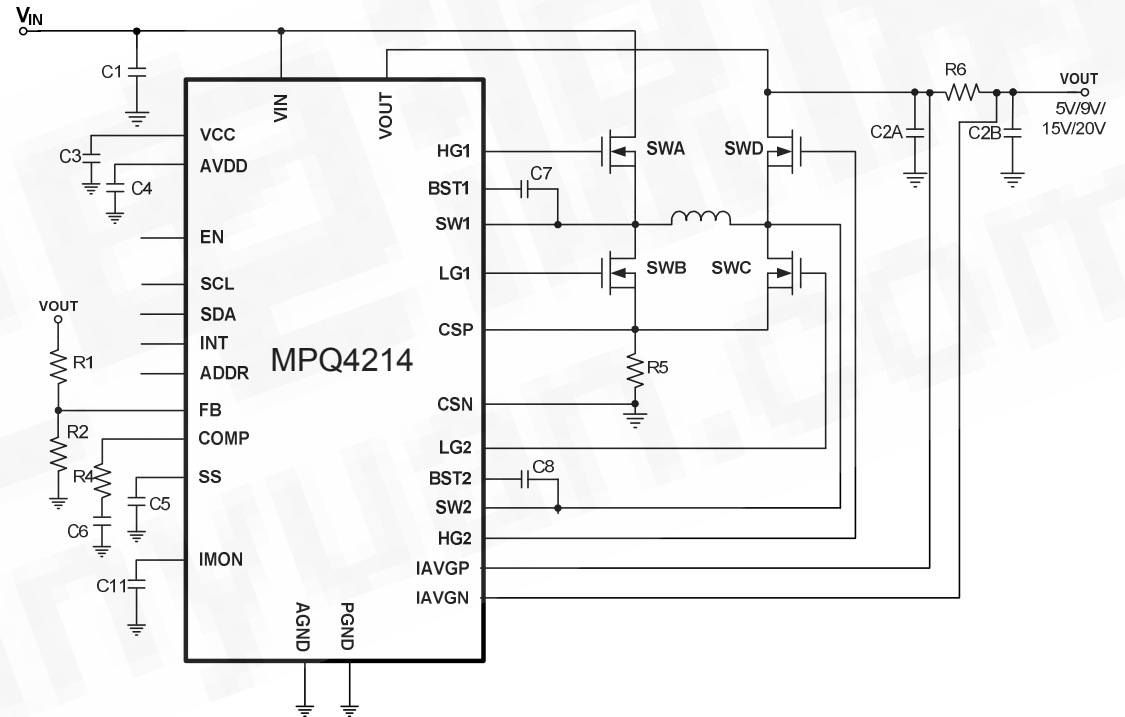 VIN
C1
VIN
VOUT
R6
VOUT
5V/9V/
15V/20V
C2A
C2B
VCC
C3
AVDD
C4
HG1
SWA
SWD
BST1
C7
SW1
EN
LG1
SWB
SWC
SCL
VOUT
SDA
CSP
INT
R1
MPQ4214
R5
ADDR
FB
CSN
R2
COMP
LG2
R4
SS
BST2
C8
C5
SW2
C6
HG2
IMON
IAVGP
C11
IAVGN
AGND
PGND